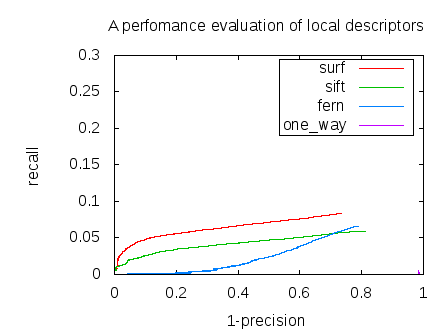 A perfomance evaluation of local descriptors
0.3
0.25
0.2
0.15
0.1
0.05
0
recall
surf
sift
fern
one_way
0 0.2 0.4 0.6 0.8 1
1-precision